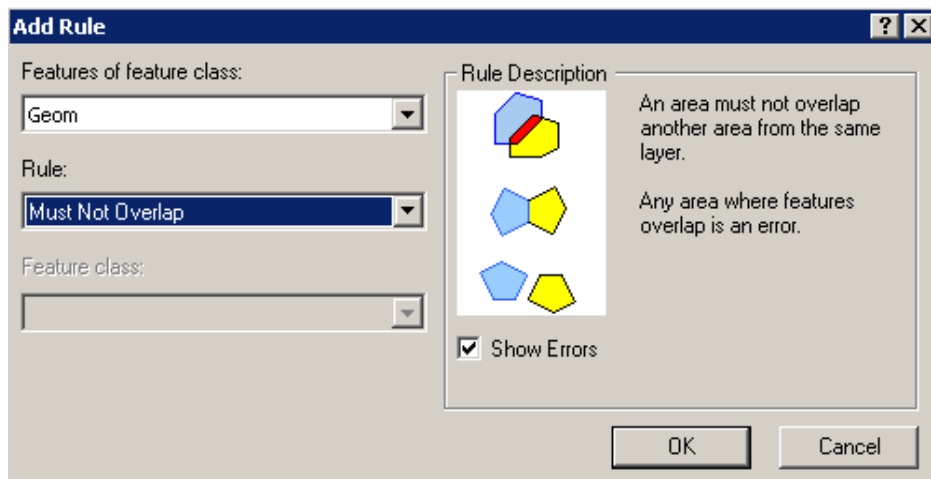 Add Rule
Features of feature class:
Geom
Rule:
Must Not Overlap
Feature class:
Rule Description
An area must not overlap
another area from the same
layer.
Any area where features
overlap is an error.
Show Errors
OK
Cancel